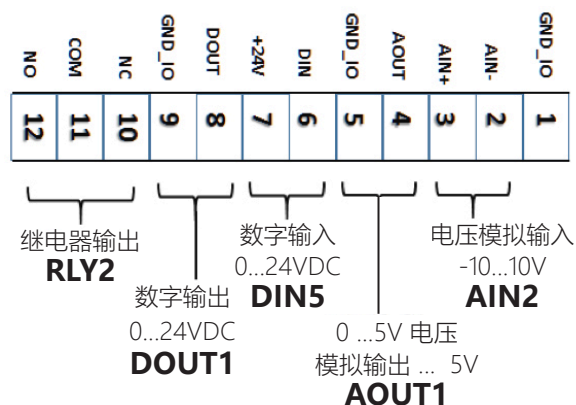 NO COM NC GND_IO DOUT +24V DIN GND_IO AOUT AIN+ AIN- GND_IO
12 11 10 9 8 7 6 5 4 3 2 1
继电器输出
RLY2
数字输出
0...24VDC
DOUT1
数字输入
0...24VDC
DIN5
0 ...5V 电压
模拟输出 ... 5V
AOUT1
电压模拟输入
-10...10V
AIN2